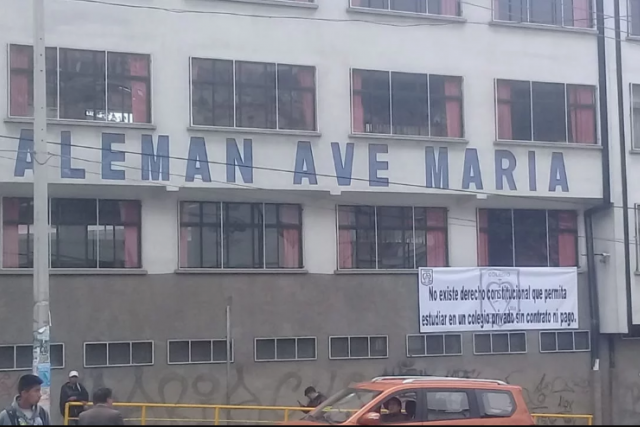 ALEMAN AVE MARIA
No existe derecho constitucional que permita
estudiar en un colegio privado sin contrato ni pago.